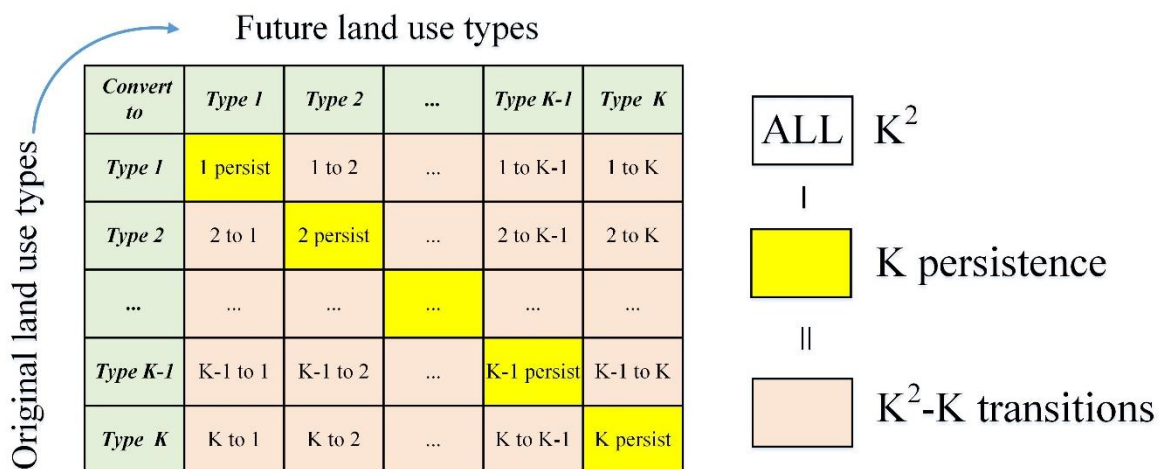 Future land use types
Original land use types
Convert to Type 1 Type 2 ... Type K-1 Type K
Type 1 1 persist 1 to 2 ... 1 to K-1 1 to K
Type 2 2 to 1 2 persist ... 2 to K-1 2 to K
... ... ... ... ... ...
Type K-1 K-1 to 1 K-1 to 2 ... K-1 persist K-1 to K
Type K K to 1 K to 2 ... K to K-1 K persist
ALL K²
–
K persistence
=
K²-K transitions